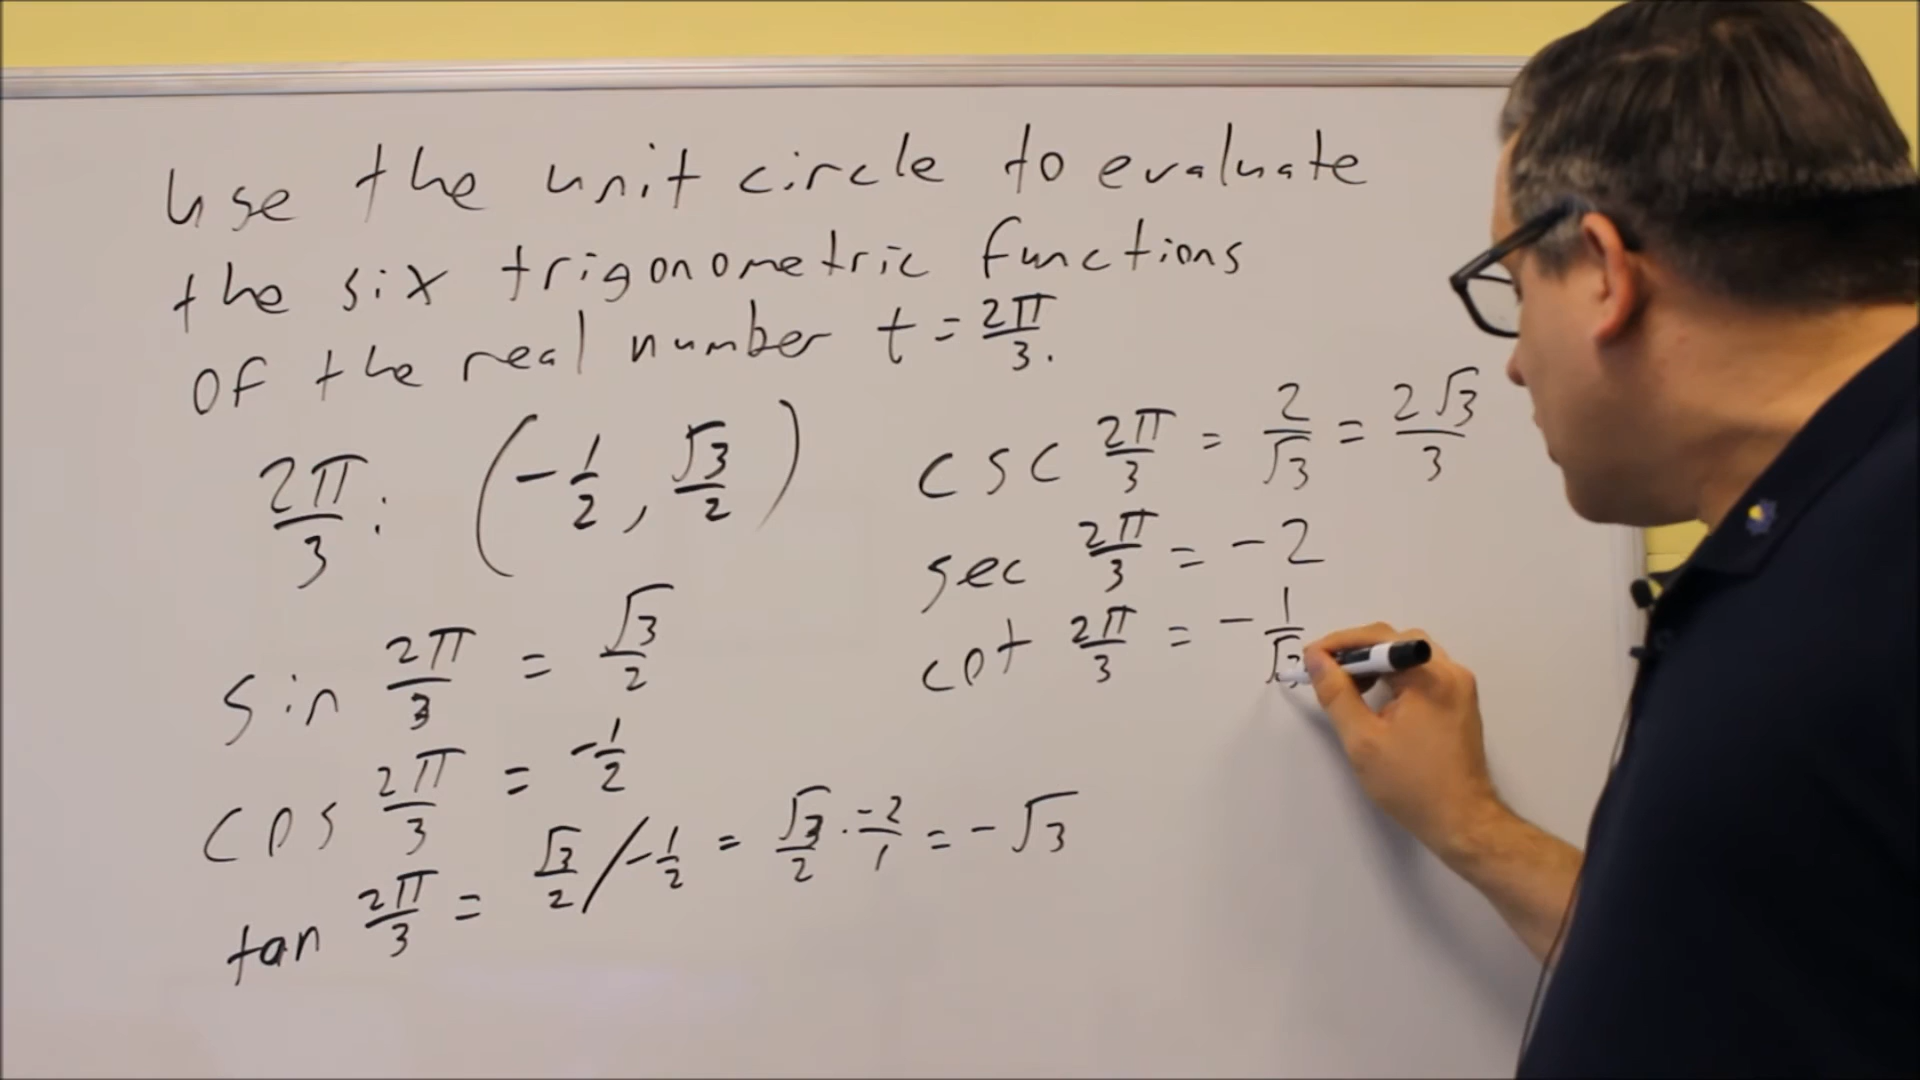 Use the unit circle to evaluate
the six trigonometric functions
of the real number t = 2π/3.
2π/3 : (-1/2, √3/2)
sin 2π/3 = √3/2
cos 2π/3 = -1/2
tan 2π/3 = √3/2 / -1/2 = √3/2 · -2/1 = -√3
csc 2π/3 = 2/√3 = 2√3/3
sec 2π/3 = -2
cot 2π/3 = -1/√3